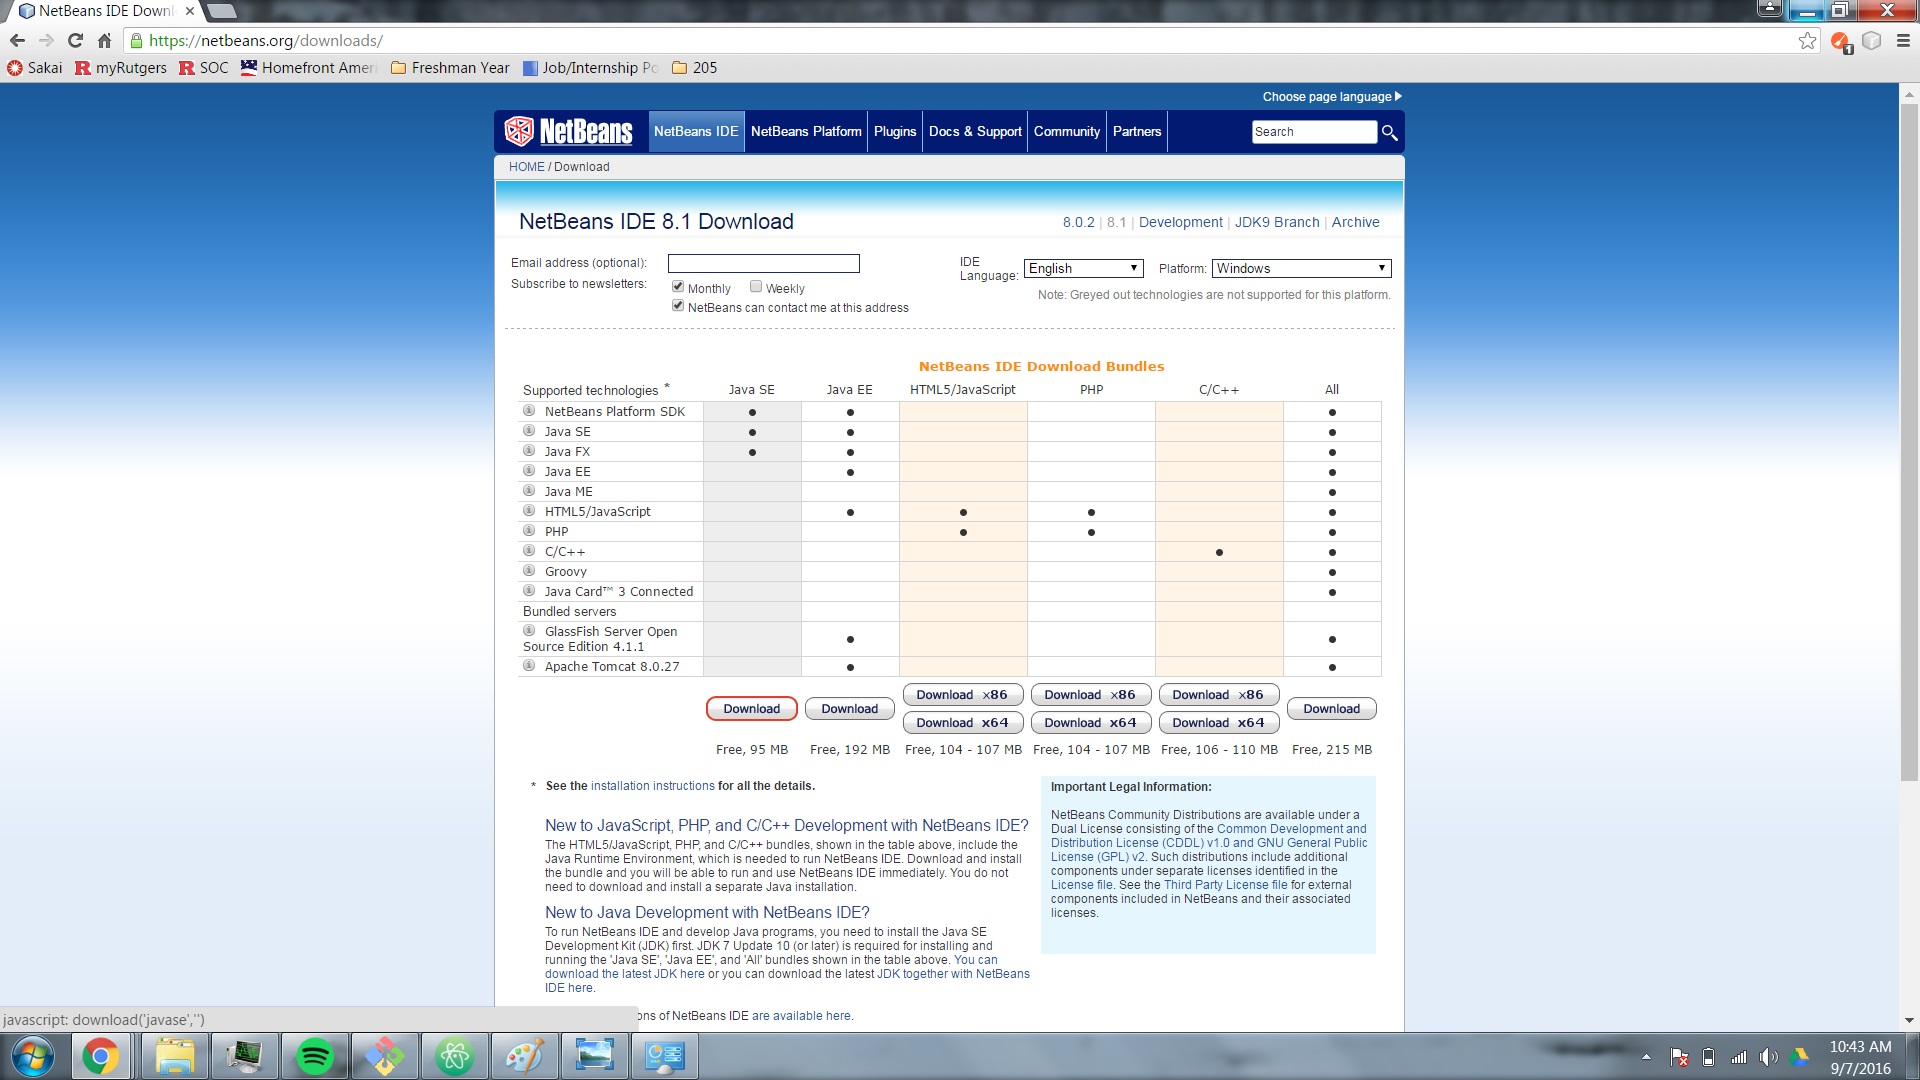 NetBeans IDE Downl
https://netbeans.org/downloads/
1
Sakai myRutgers SOC Homefront Ameri Freshman Year Job/Internship Po 205
Choose page language
NetBeans NetBeans IDE NetBeans Platform Plugins Docs & Support Community Partners Search
HOME / Download
NetBeans IDE 8.1 Download 8.0.2 | 8.1 | Development | JDK9 Branch | Archive
Email address (optional):
Subscribe to newsletters:
Monthly Weekly
NetBeans can contact me at this address
IDE
Language: English Platform: Windows
Note: Greyed out technologies are not supported for this platform.
NetBeans IDE Download Bundles
Supported technologies * Java SE Java EE HTML5/JavaScript PHP C/C++ All
NetBeans Platform SDK • • •
Java SE • • •
Java FX • • •
Java EE • •
Java ME •
HTML5/JavaScript • • • •
PHP • • •
C/C++ • •
Groovy •
Java Card™ 3 Connected •
Bundled servers
GlassFish Server Open
Source Edition 4.1.1 • •
Apache Tomcat 8.0.27 • •
Download x86 Download x86 Download x86
Download Download Download
Download x64 Download x64 Download x64
Free, 95 MB Free, 192 MB Free, 104 - 107 MB Free, 104 - 107 MB Free, 106 - 110 MB Free, 215 MB
* See the installation instructions for all the details.
New to JavaScript, PHP, and C/C++ Development with NetBeans IDE?
The HTML5/JavaScript, PHP, and C/C++ bundles, shown in the table above, include the
Java Runtime Environment, which is needed to run NetBeans IDE. Download and install
the bundle and you will be able to run and use NetBeans IDE immediately. You do not
need to download and install a separate Java installation.
New to Java Development with NetBeans IDE?
To run NetBeans IDE and develop Java programs, you need to install the Java SE
Development Kit (JDK) first. JDK 7 Update 10 (or later) is required for installing and
running the 'Java SE', 'Java EE', and 'All' bundles shown in the table above. You can
download the latest JDK here or you can download the latest JDK together with NetBeans
IDE here.
Important Legal Information:
NetBeans Community Distributions are available under a
Dual License consisting of the Common Development and
Distribution License (CDDL) v1.0 and GNU General Public
License (GPL) v2. Such distributions include additional
components under separate licenses identified in the
License file. See the Third Party License file for external
components included in NetBeans and their associated
licenses.
ons of NetBeans IDE are available here.
javascript: download('javase','')
10:43 AM
9/7/2016